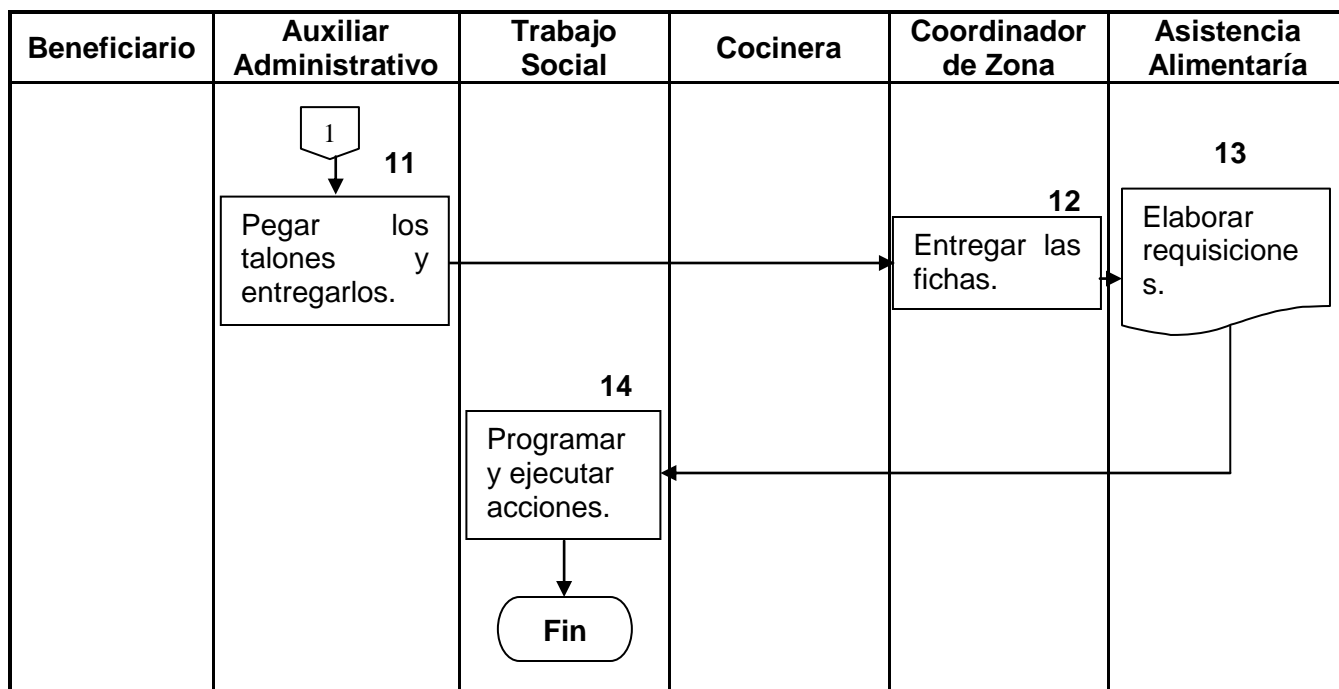 Beneficiario
Auxiliar
Administrativo
Trabajo
Social
Cocinera
Coordinador
de Zona
Asistencia
Alimentaría
1
11
Pegar los
talones y
entregarlos.
12
Entregar las
fichas.
13
Elaborar
requisicione
s.
14
Programar
y ejecutar
acciones.
Fin